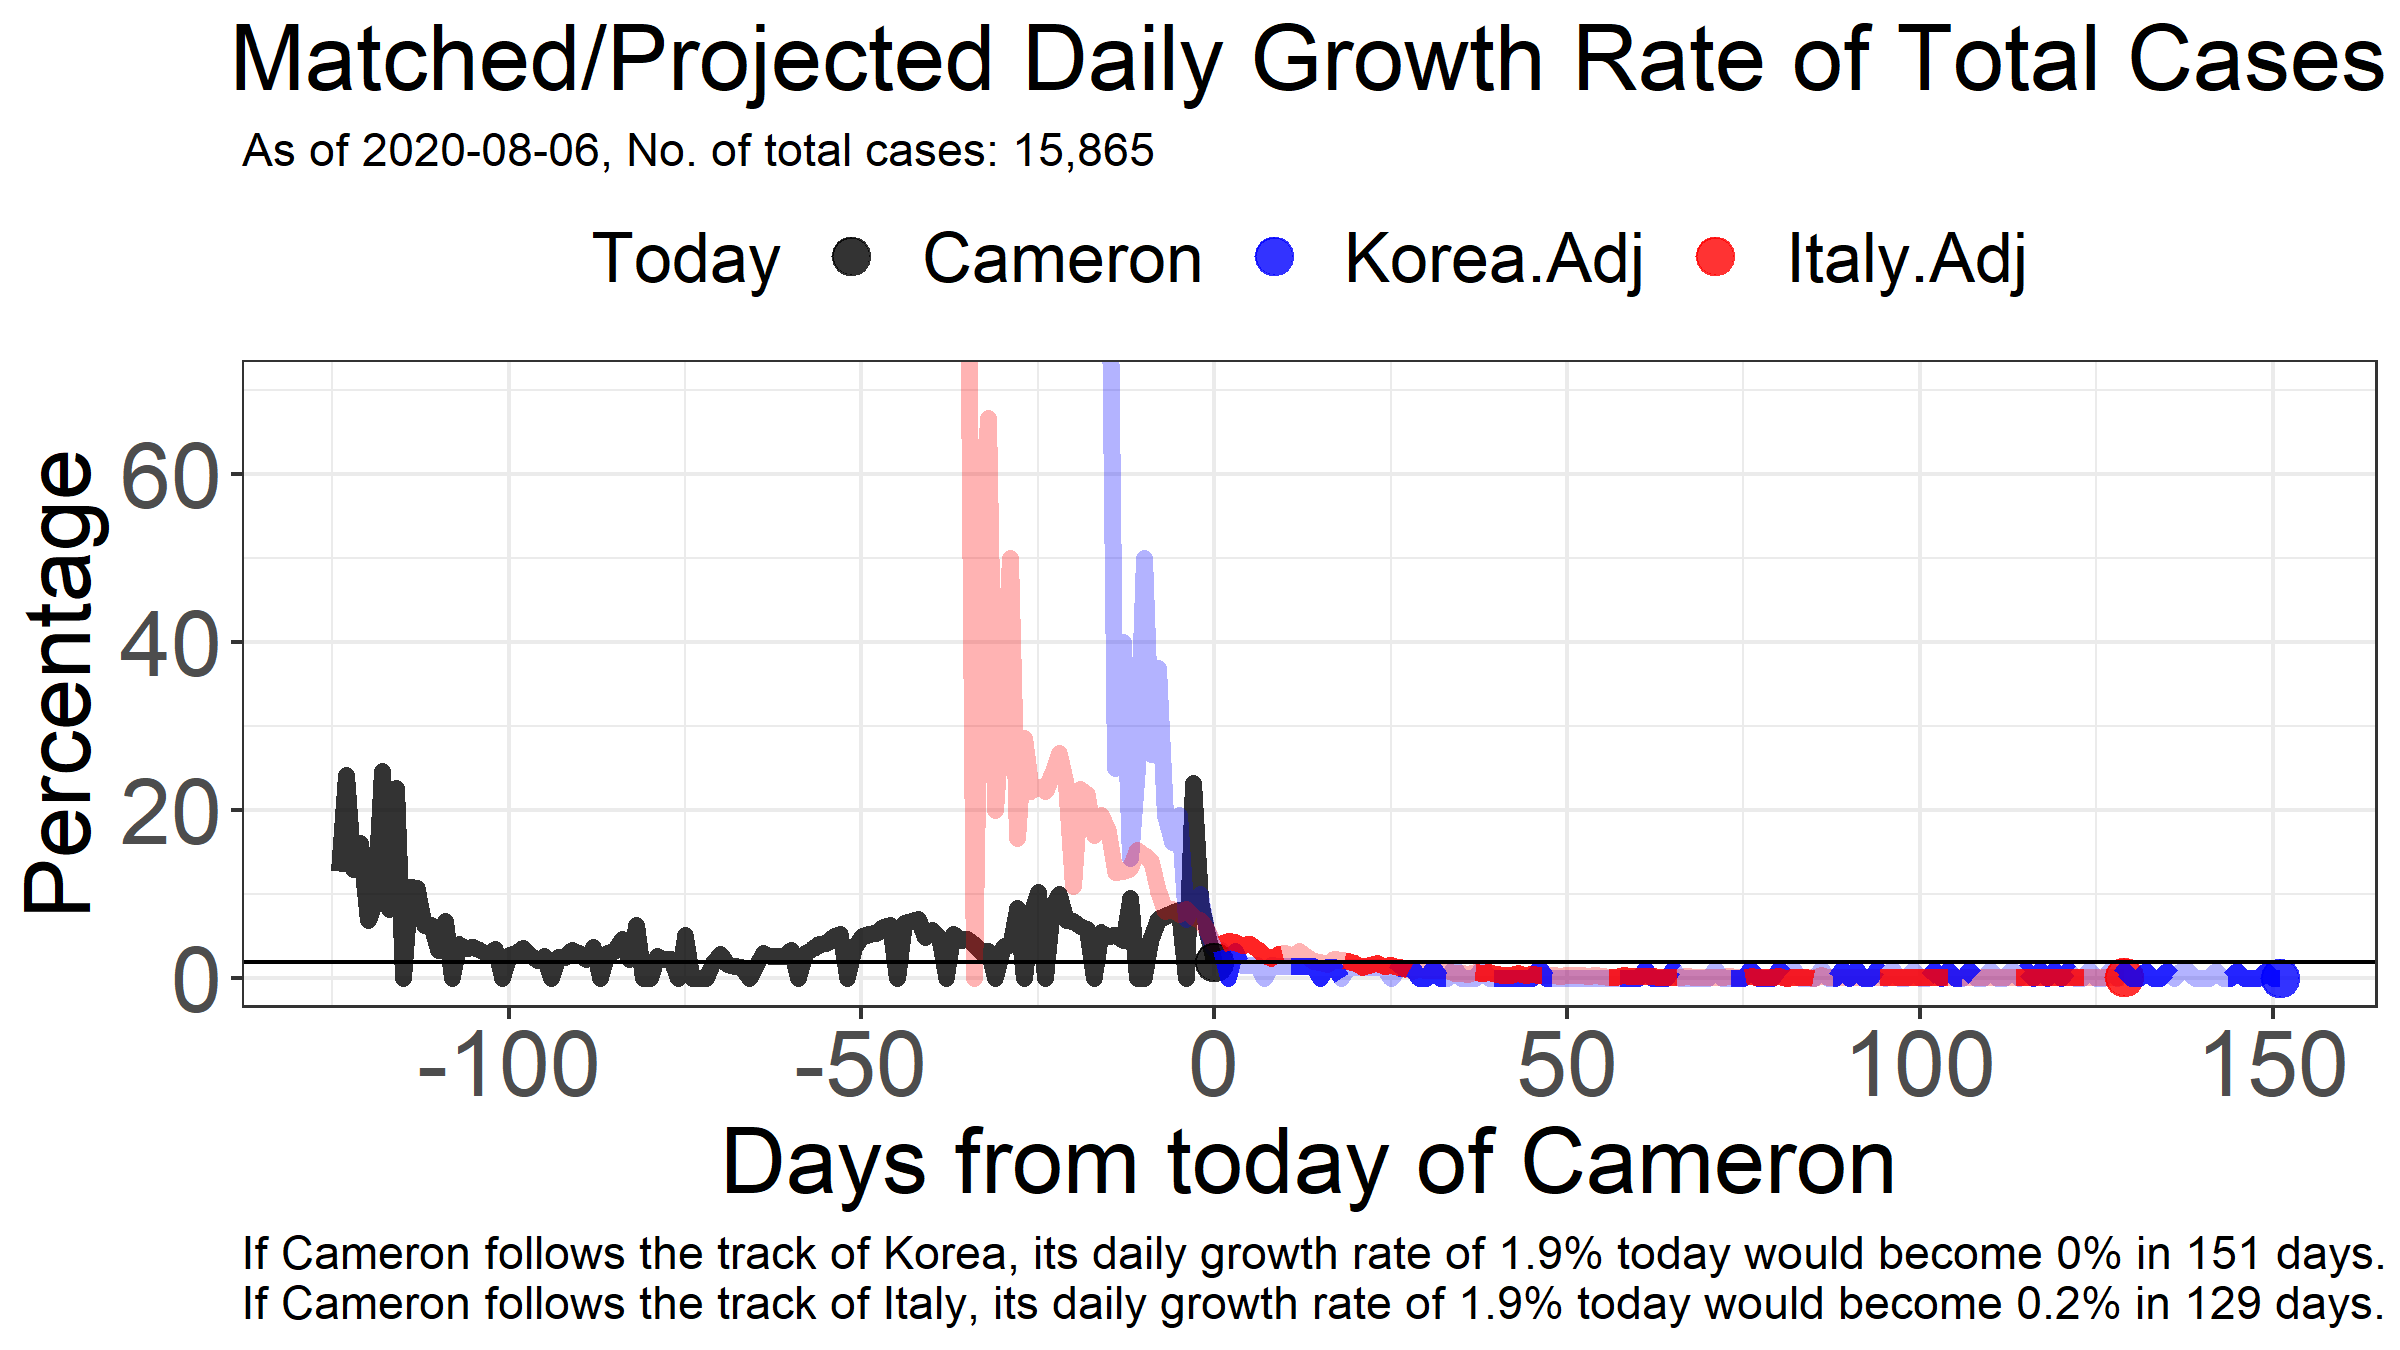 Matched/Projected Daily Growth Rate of Total Cases
As of 2020-08-06, No. of total cases: 15,865
Today Cameron Korea.Adj Italy.Adj
Percentage
60
40
20
0
-100 -50 0 50 100 150
Days from today of Cameron
If Cameron follows the track of Korea, its daily growth rate of 1.9% today would become 0% in 151 days.
If Cameron follows the track of Italy, its daily growth rate of 1.9% today would become 0.2% in 129 days.